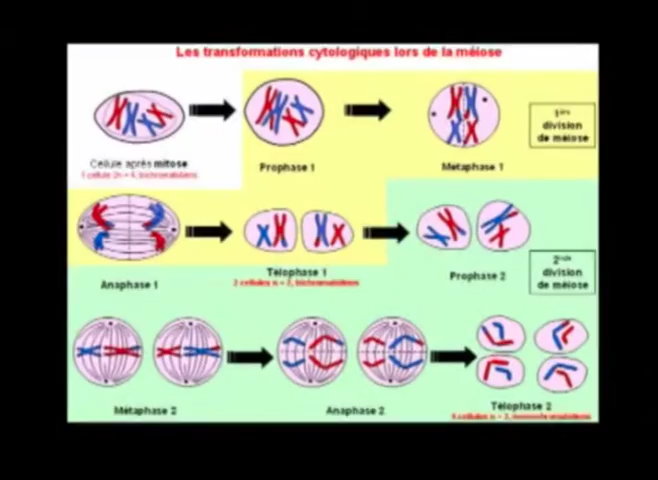 Les transformations cytologiques lors de la méiose
Cellule après mitose
1 cellule 2n = 4, bichromatidiens
Prophase 1
Métaphase 1
1ère
division
de méiose
Anaphase 1
Télophase 1
2 cellules n = 2, bichromatidiens
Prophase 2
2nde
division
de méiose
Métaphase 2
Anaphase 2
Télophase 2
4 cellules n = 2, monochromatidiens